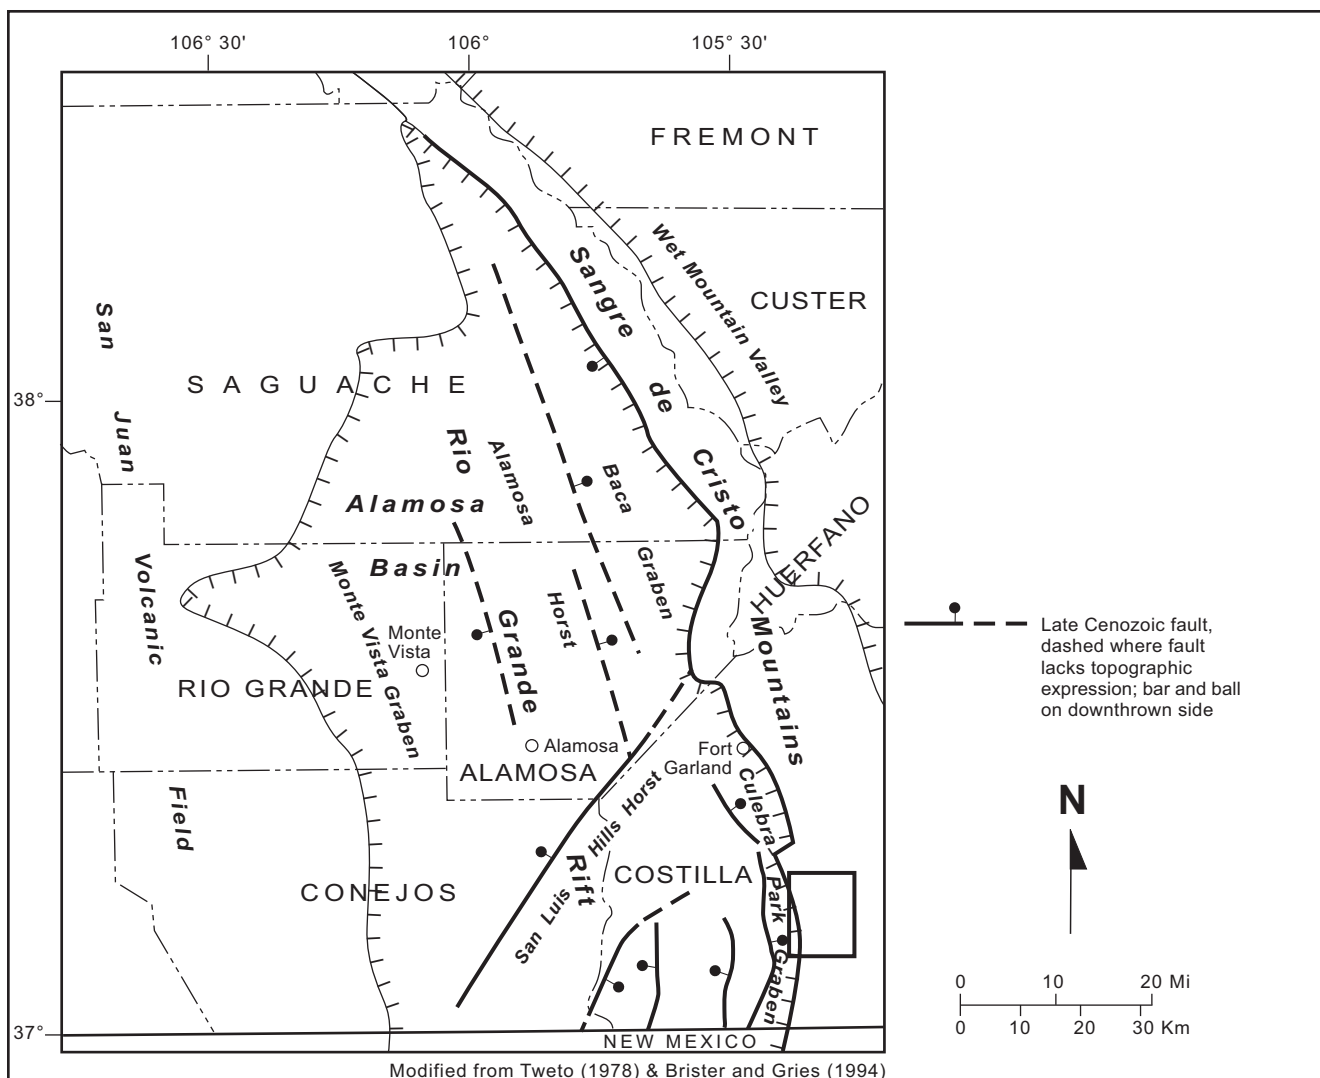 106° 30'
106°
105° 30'
FREMONT
Wet Mountain Valley
CUSTER
Sangre
de
Cristo
Mountains
San
Juan
Volcanic
Field
SAGUACHE
38°
Rio
Grande
Rift
Alamosa
Horst
Baca
Graben
Alamosa
Basin
HUERFANO
Monte Vista Graben
Monte
Vista
RIO GRANDE
Alamosa
ALAMOSA
Fort
Garland
Culebra
Park
Graben
San Luis Hills Horst
COSTILLA
CONEJOS
37°
NEW MEXICO
Late Cenozoic fault,
dashed where fault
lacks topographic
expression; bar and ball
on downthrown side
N
0 10 20 Mi
0 10 20 30 Km
Modified from Tweto (1978) & Brister and Gries (1994)